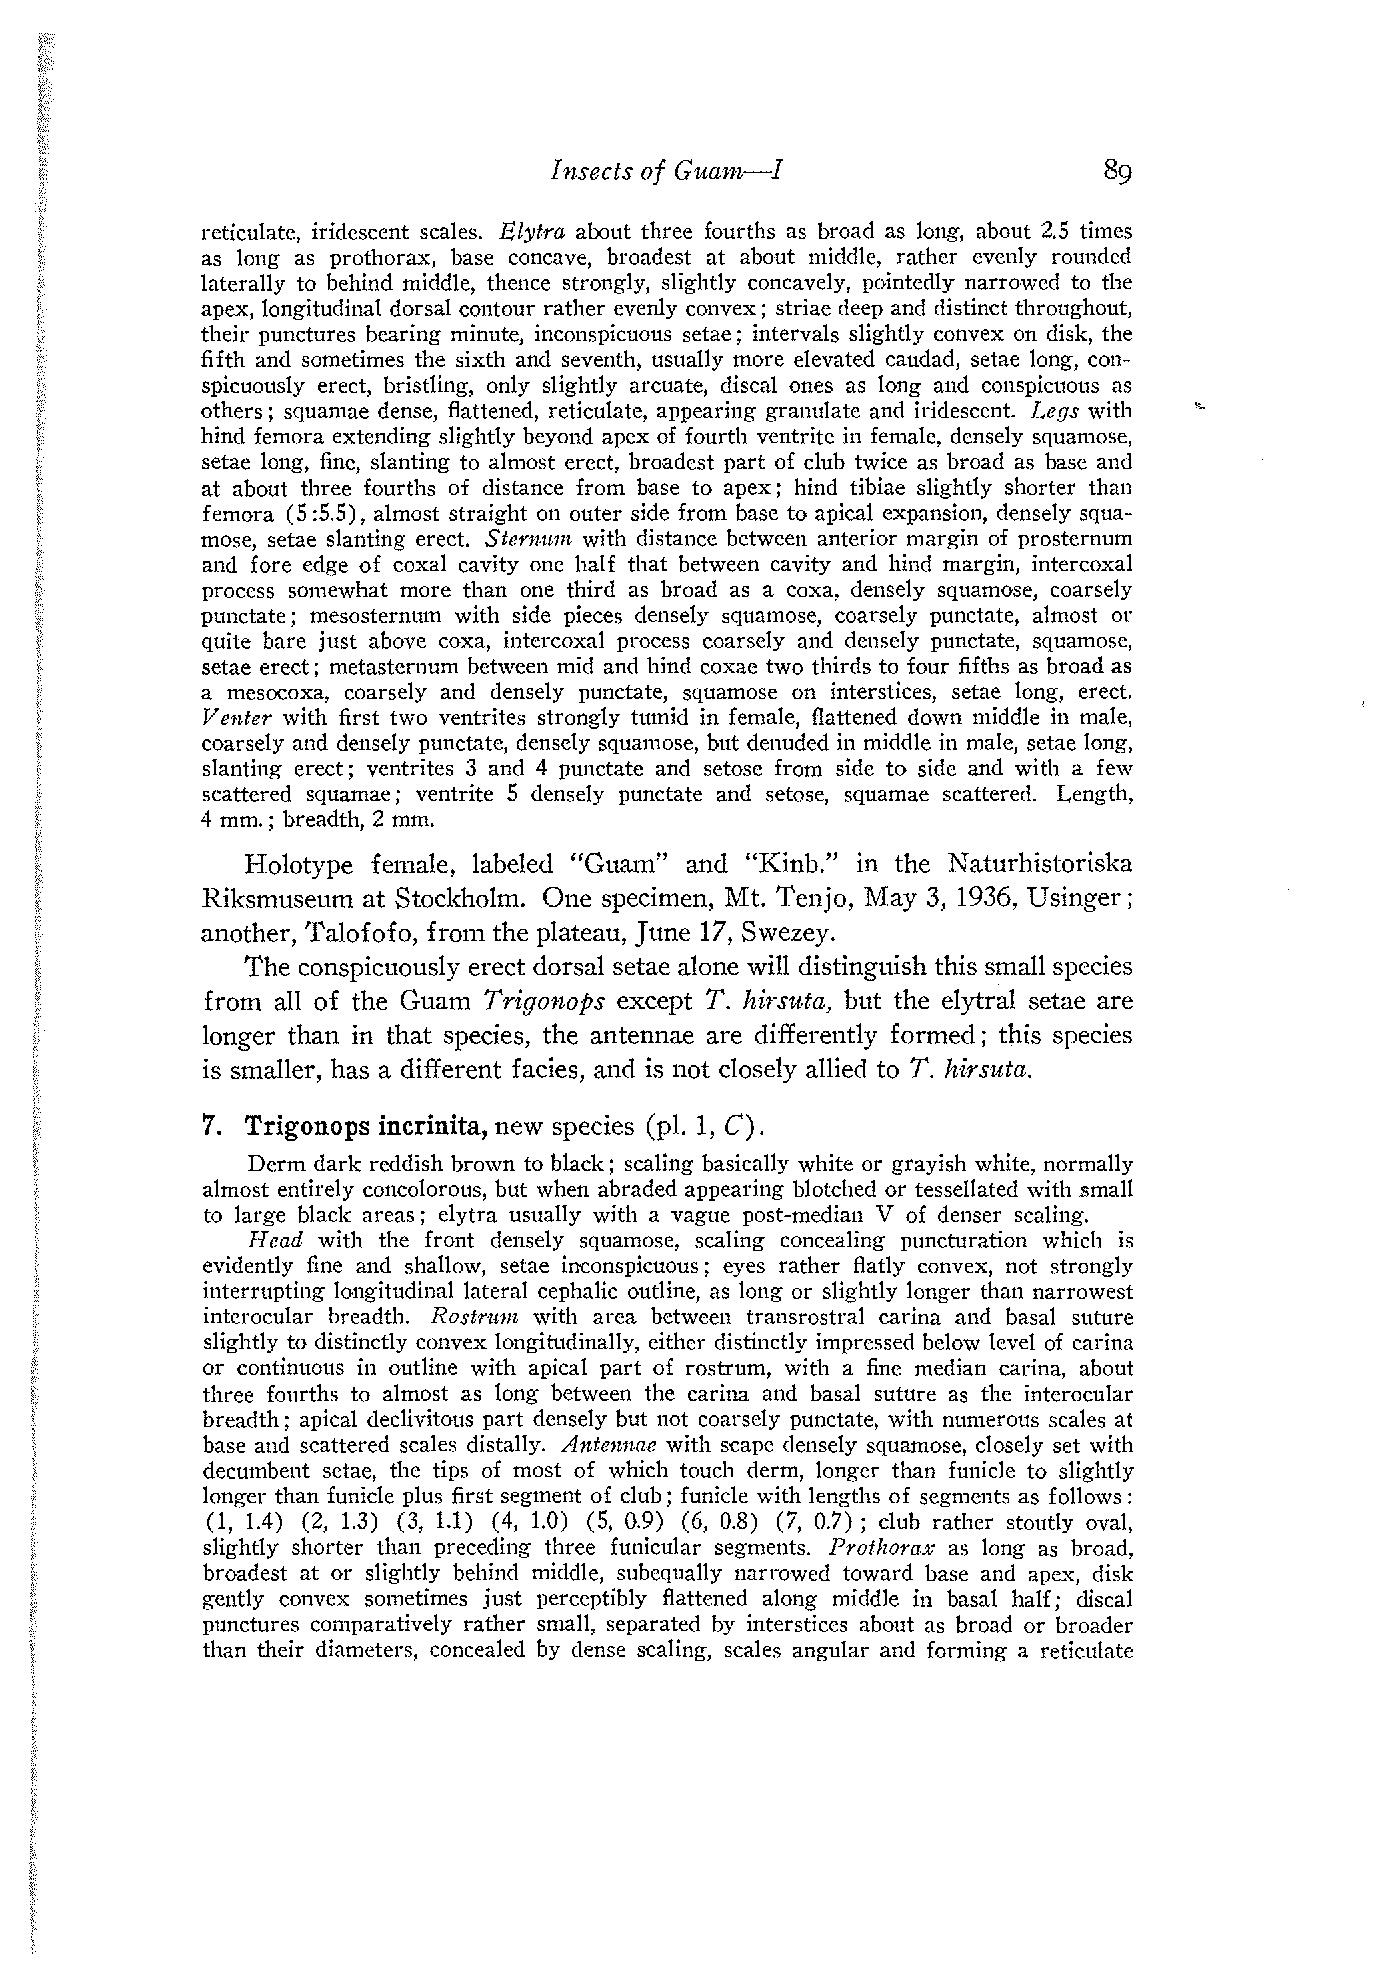 Insects of Guam—I 89
reticulate, iridescent scales. Elytra about three fourths as broad as long, about 2.5 times
as long as prothorax, base concave, broadest at about middle, rather evenly rounded
laterally to behind middle, thence strongly, slightly concavely, pointedly narrowed to the
apex, longitudinal dorsal contour rather evenly convex; striae deep and distinct throughout,
their punctures bearing minute, inconspicuous setae; intervals slightly convex on disk, the
fifth and sometimes the sixth and seventh, usually more elevated caudad, setae long, con-
spicuously erect, bristling, only slightly arcuate, discal ones as long and conspicuous as
others; squamae dense, flattened, reticulate, appearing granulate and iridescent. Legs with
hind femora extending slightly beyond apex of fourth ventrite in female, densely squamose,
setae long, fine, slanting to almost erect, broadest part of club twice as broad as base and
at about three fourths of distance from base to apex; hind tibiae slightly shorter than
femora (5:5.5), almost straight on outer side from base to apical expansion, densely squa-
mose, setae slanting erect. Sternum with distance between anterior margin of prosternum
and fore edge of coxal cavity one half that between cavity and hind margin, intercoxal
process somewhat more than one third as broad as a coxa, densely squamose, coarsely
punctate; mesosternum with side pieces densely squamose, coarsely punctate, almost or
quite bare just above coxa, intercoxal process coarsely and densely punctate, squamose,
setae erect; metasternum between mid and hind coxae two thirds to four fifths as broad as
a mesocoxa, coarsely and densely punctate, squamose on interstices, setae long, erect.
Venter with first two ventrites strongly tumid in female, flattened down middle in male,
coarsely and densely punctate, densely squamose, but denuded in middle in male, setae long,
slanting erect; ventrites 3 and 4 punctate and setose from side to side and with a few
scattered squamae; ventrite 5 densely punctate and setose, squamae scattered. Length,
4 mm.; breadth, 2 mm.
Holotype female, labeled “Guam” and “Kinb.” in the Naturhistoriska
Riksmuseum at Stockholm. One specimen, Mt. Tenjo, May 3, 1936, Usinger;
another, Talofofo, from the plateau, June 17, Swezey.
The conspicuously erect dorsal setae alone will distinguish this small species
from all of the Guam Trigonops except T. hirsuta, but the elytral setae are
longer than in that species, the antennae are differently formed; this species
is smaller, has a different facies, and is not closely allied to T. hirsuta.
7. Trigonops incrinita, new species (pl. 1, C).
Derm dark reddish brown to black; scaling basically white or grayish white, normally
almost entirely concolorous, but when abraded appearing blotched or tessellated with small
to large black areas; elytra usually with a vague post-median V of denser scaling.
Head with the front densely squamose, scaling concealing puncturation which is
evidently fine and shallow, setae inconspicuous; eyes rather flatly convex, not strongly
interrupting longitudinal lateral cephalic outline, as long or slightly longer than narrowest
interocular breadth. Rostrum with area between transrostral carina and basal suture
slightly to distinctly convex longitudinally, either distinctly impressed below level of carina
or continuous in outline with apical part of rostrum, with a fine median carina, about
three fourths to almost as long between the carina and basal suture as the interocular
breadth; apical declivitous part densely but not coarsely punctate, with numerous scales at
base and scattered scales distally. Antennae with scape densely squamose, closely set with
decumbent setae, the tips of most of which touch derm, longer than funicle to slightly
longer than funicle plus first segment of club; funicle with lengths of segments as follows:
(1, 1.4) (2, 1.3) (3, 1.1) (4, 1.0) (5, 0.9) (6, 0.8) (7, 0.7); club rather stoutly oval,
slightly shorter than preceding three funicular segments. Prothorax as long as broad,
broadest at or slightly behind middle, subequally narrowed toward base and apex, disk
gently convex sometimes just perceptibly flattened along middle in basal half; discal
punctures comparatively rather small, separated by interstices about as broad or broader
than their diameters, concealed by dense scaling, scales angular and forming a reticulate